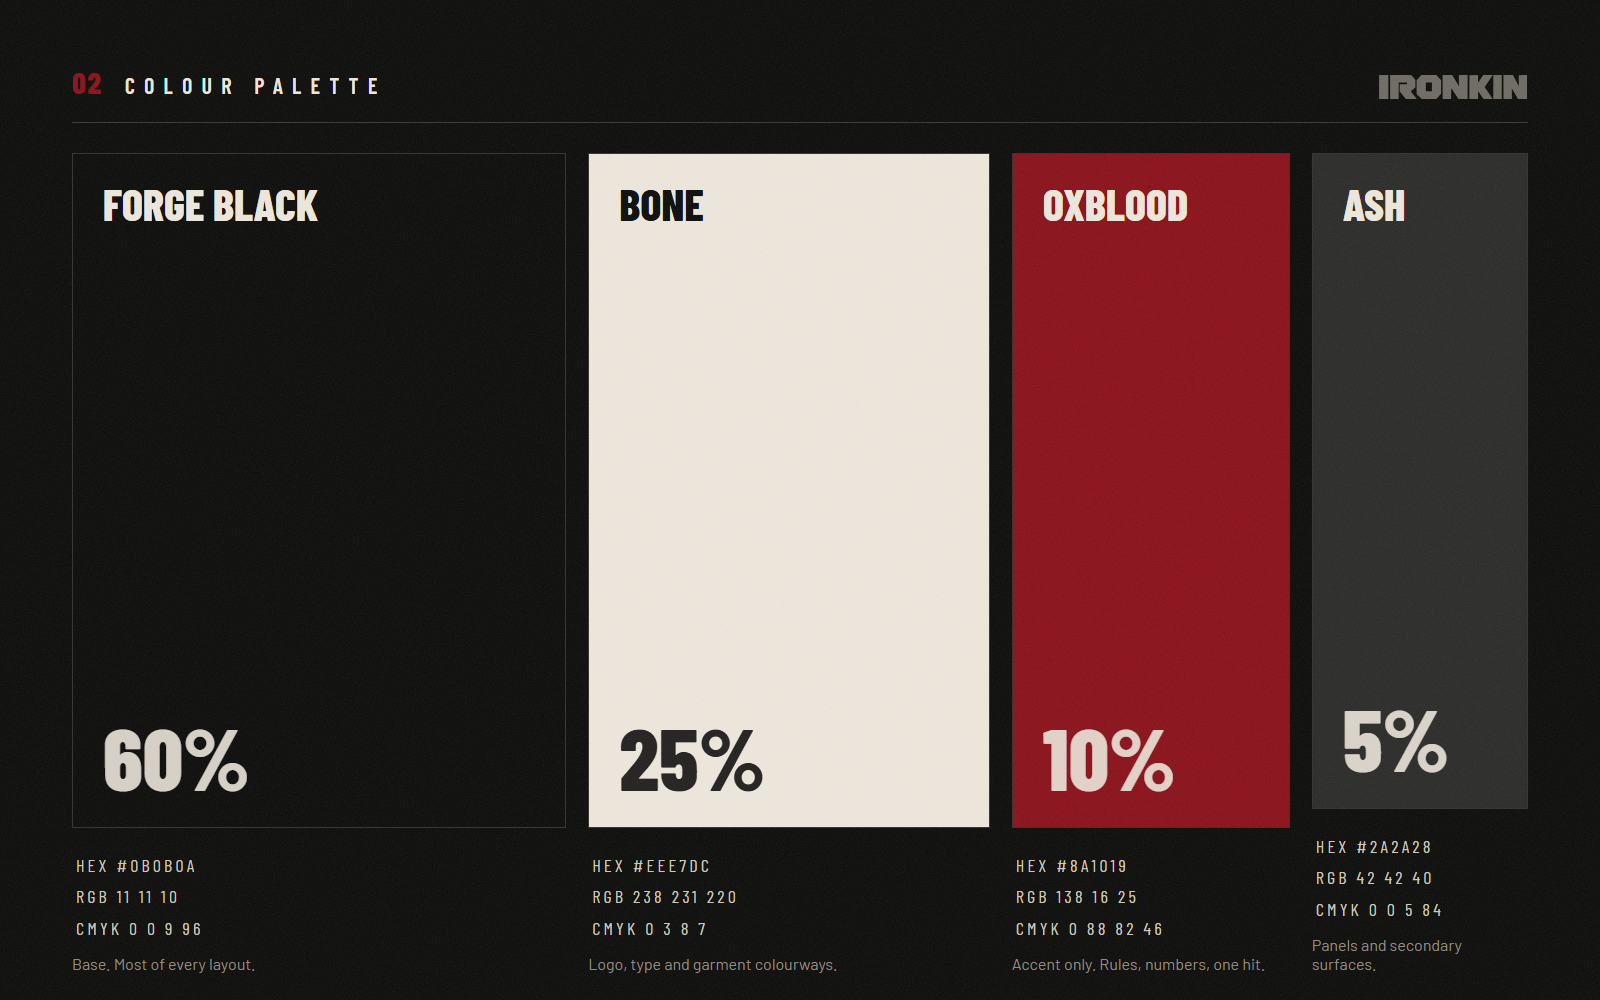 02 COLOUR PALETTE
IRONKIN
FORGE BLACK
60%
HEX #0B0B0A
RGB 11 11 10
CMYK 0 0 9 96
Base. Most of every layout.
BONE
25%
HEX #EEE7DC
RGB 238 231 220
CMYK 0 3 8 7
Logo, type and garment colourways.
OXBLOOD
10%
HEX #8A1019
RGB 138 16 25
CMYK 0 88 82 46
Accent only. Rules, numbers, one hit.
ASH
5%
HEX #2A2A28
RGB 42 42 40
CMYK 0 0 5 84
Panels and secondary
surfaces.